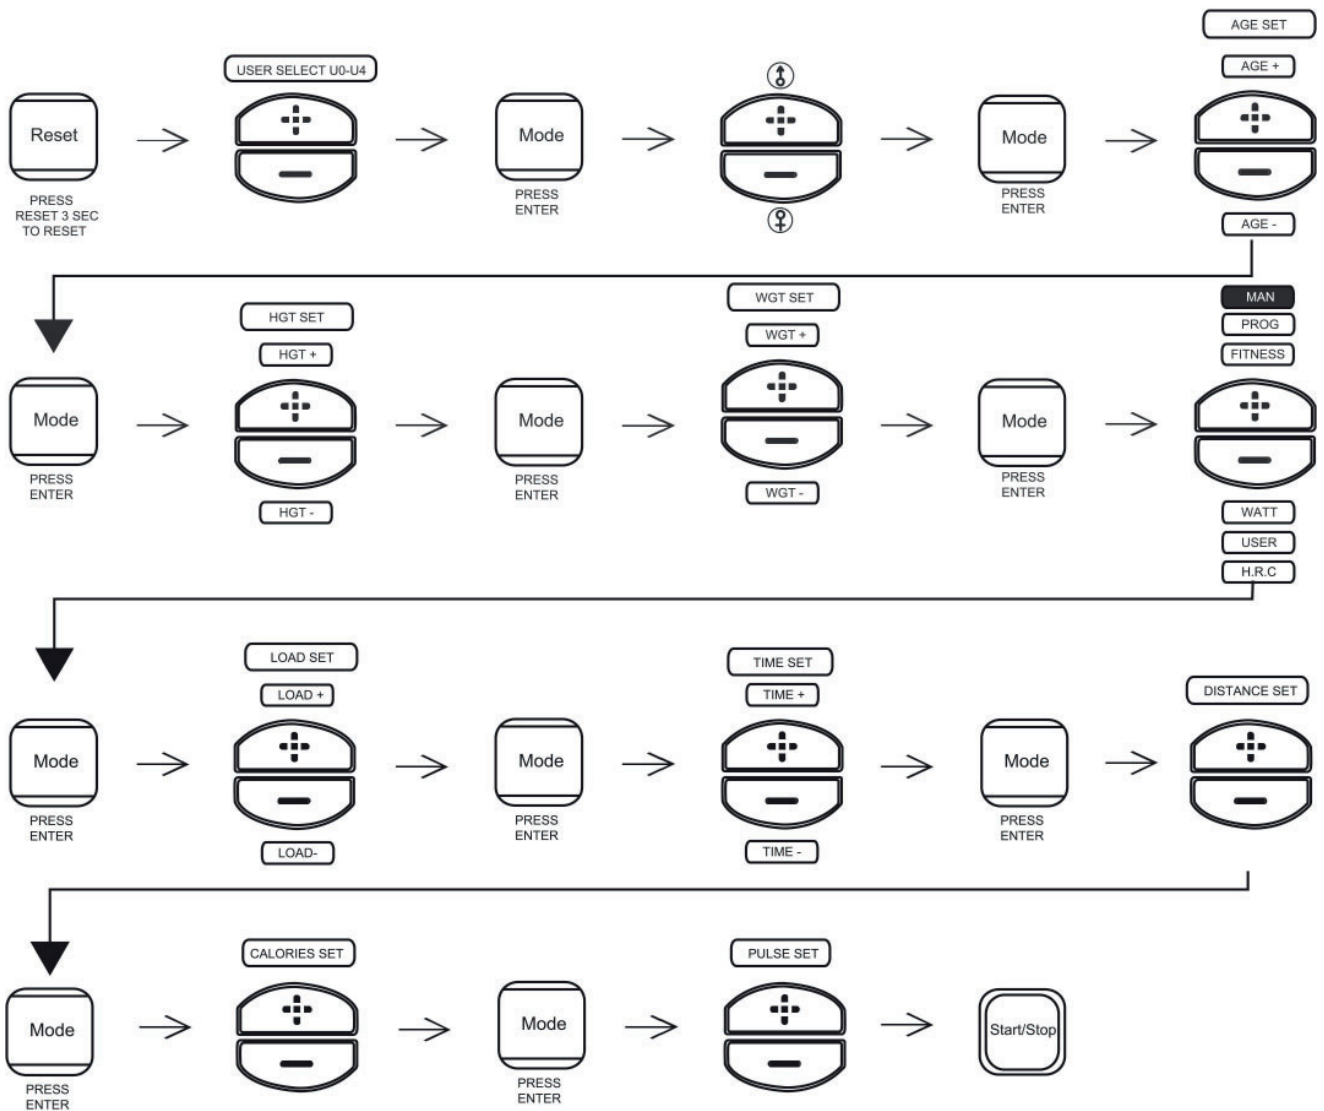 AGE SET
USER SELECT U0-U4
AGE +
Reset
Mode
Mode
PRESS
RESET 3 SEC
TO RESET
PRESS
ENTER
PRESS
ENTER
AGE -
HGT SET
HGT +
WGT SET
WGT +
MAN
PROG
FITNESS
Mode
Mode
Mode
PRESS
ENTER
HGT -
PRESS
ENTER
WGT -
PRESS
ENTER
WATT
USER
H.R.C
LOAD SET
LOAD +
TIME SET
TIME +
DISTANCE SET
Mode
Mode
Mode
PRESS
ENTER
LOAD-
PRESS
ENTER
TIME -
PRESS
ENTER
CALORIES SET
PULSE SET
Mode
Mode
Start/Stop
PRESS
ENTER
PRESS
ENTER